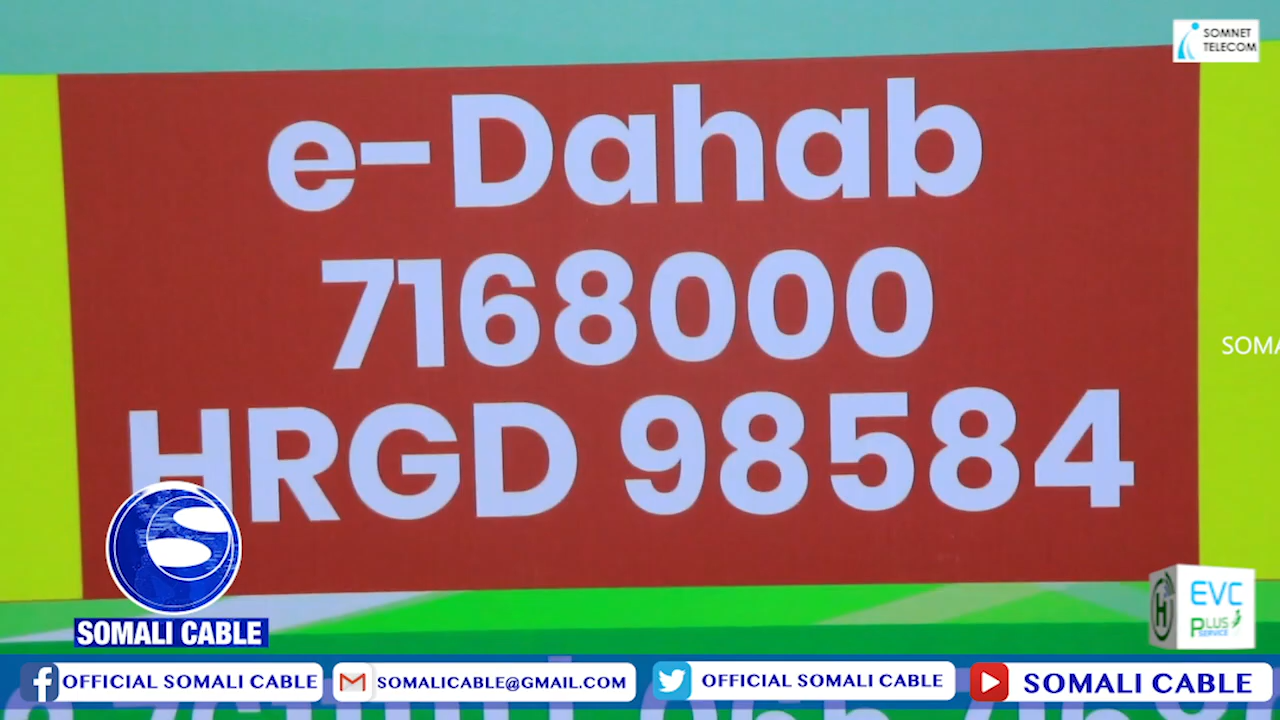 SOMNET
TELECOM
e-Dahab
7168000
HRGD 98584
SOMALI CABLE
EVC
PLUS
SERVICE
OFFICIAL SOMALI CABLE
SOMALICABLE@GMAIL.COM
OFFICIAL SOMALI CABLE
SOMALI CABLE